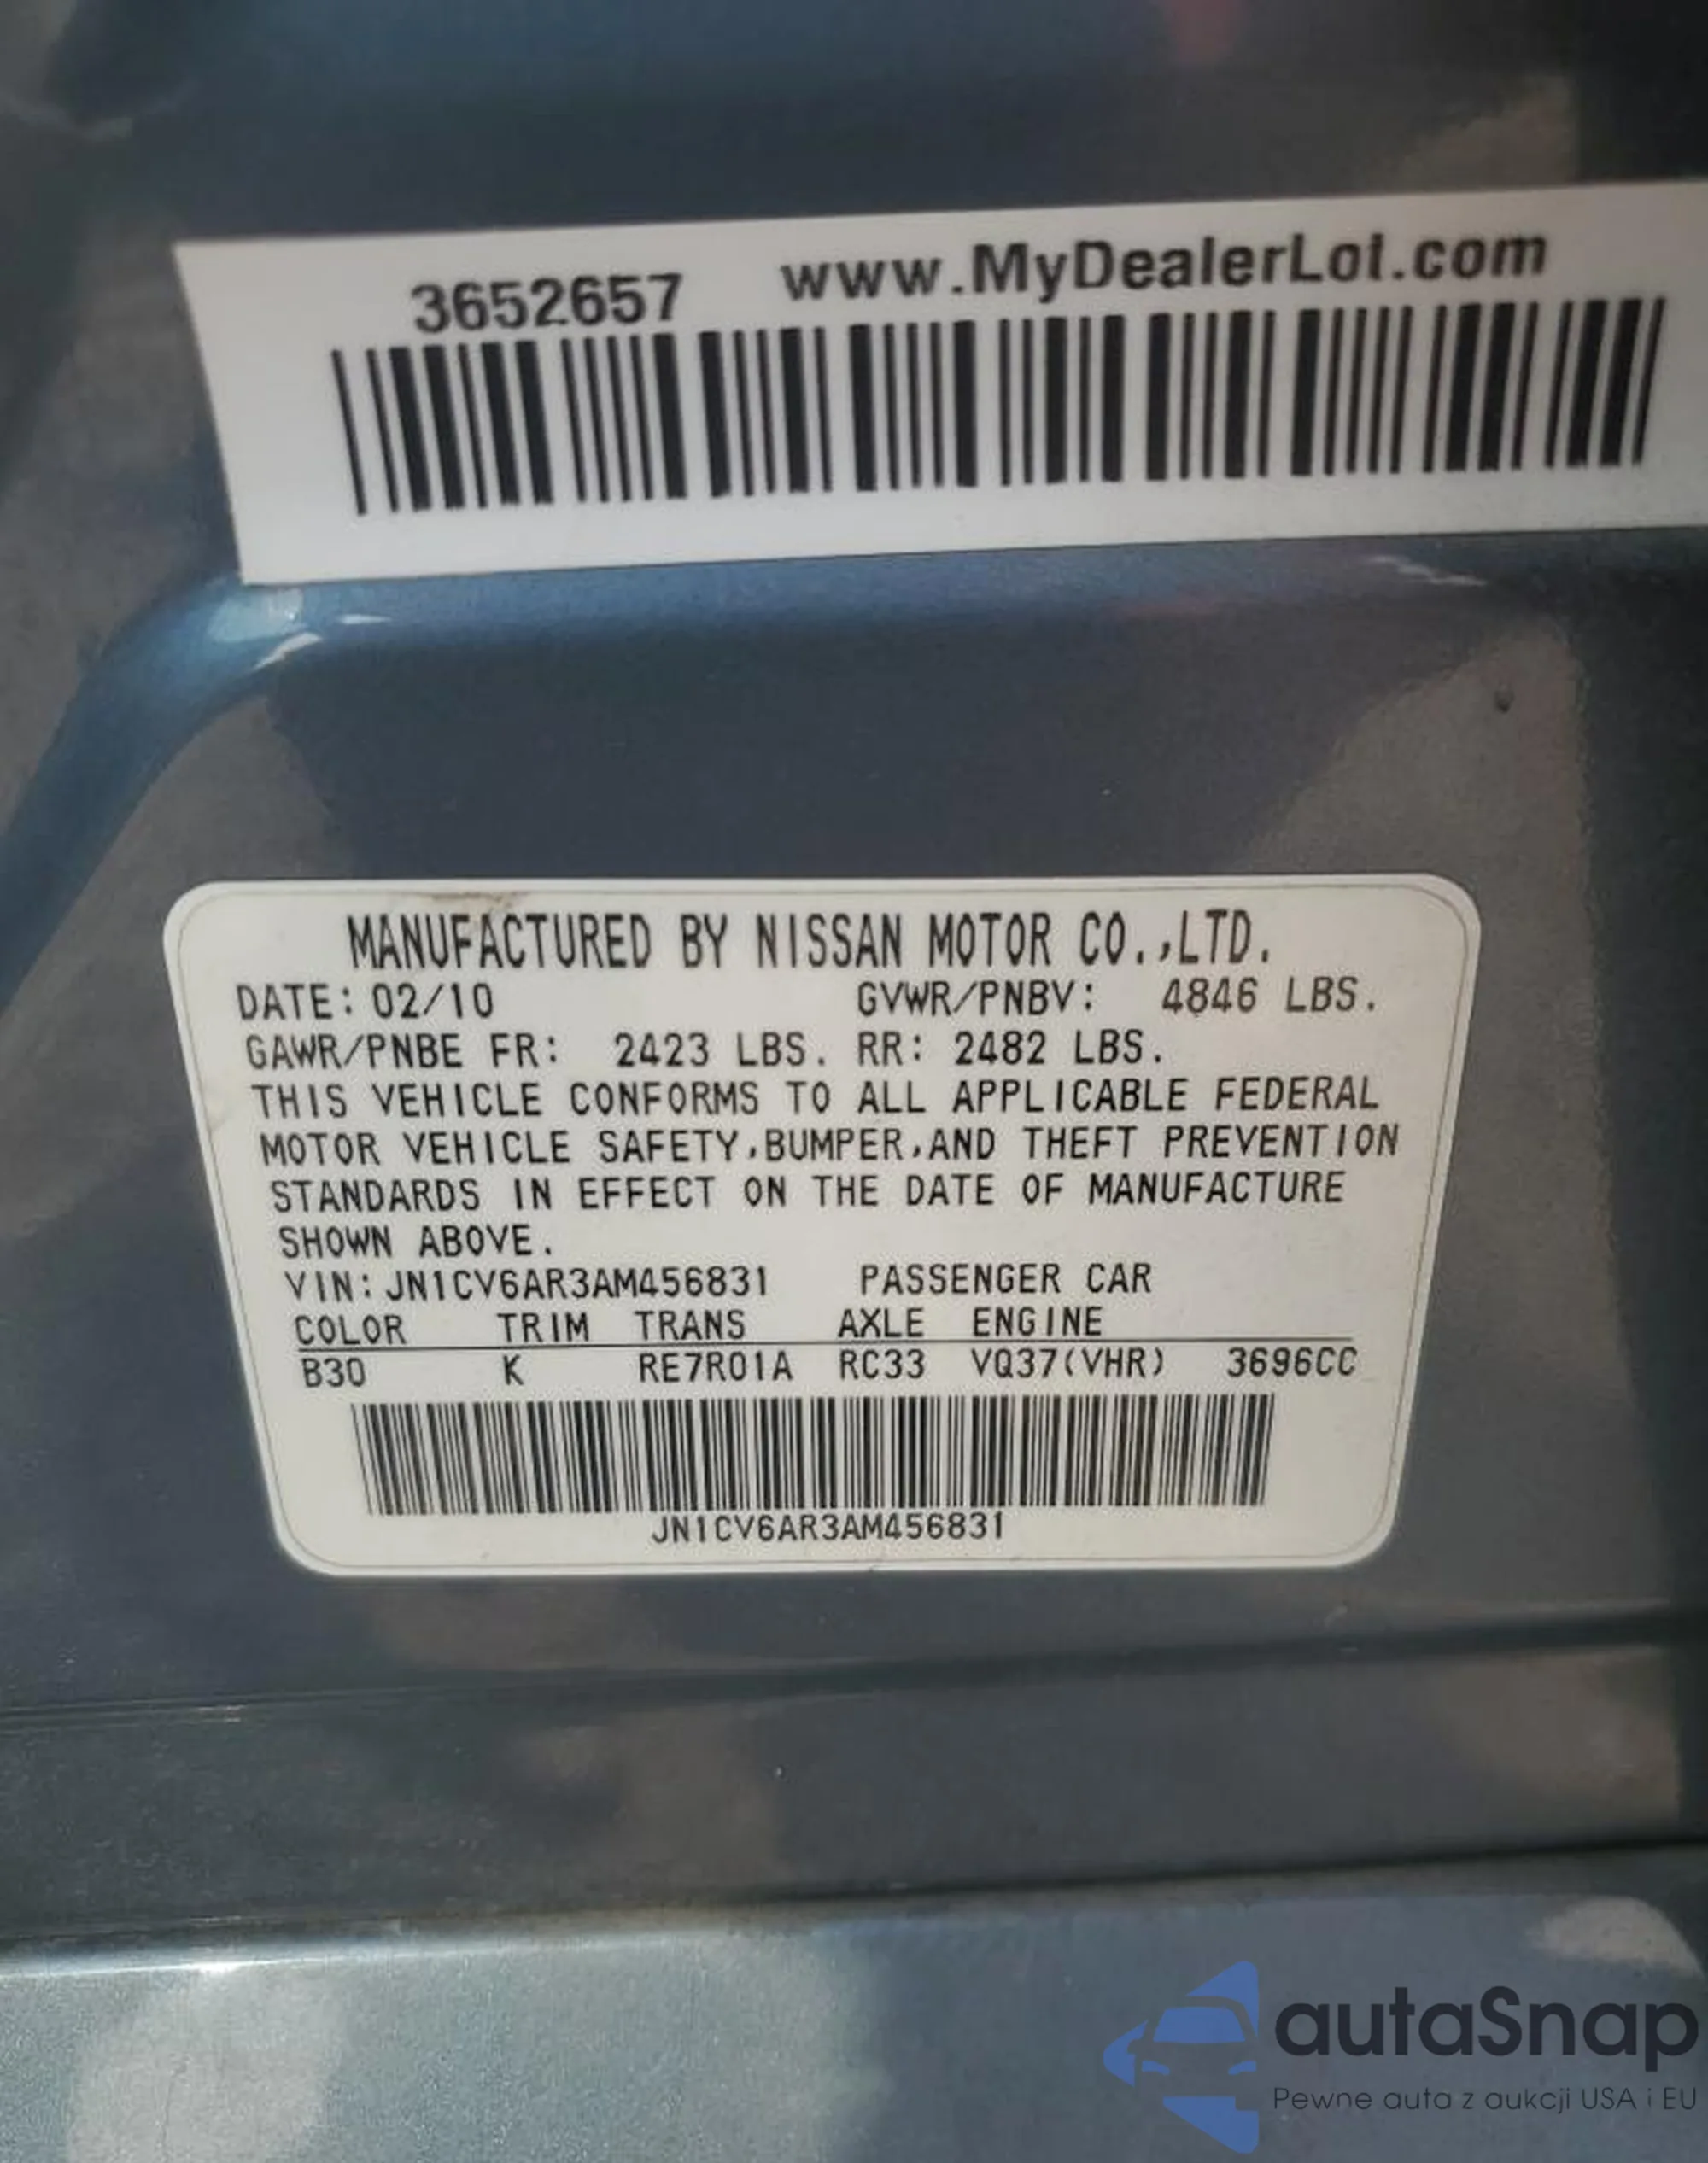 3652657 www.MyDealerLot.com
MANUFACTURED BY NISSAN MOTOR CO.,LTD.
DATE: 02/10 GVWR/PNBV: 4846 LBS.
GAWR/PNBE FR: 2423 LBS. RR: 2482 LBS.
THIS VEHICLE CONFORMS TO ALL APPLICABLE FEDERAL
MOTOR VEHICLE SAFETY,BUMPER,AND THEFT PREVENTION
STANDARDS IN EFFECT ON THE DATE OF MANUFACTURE
SHOWN ABOVE.
VIN:JN1CV6AR3AM456831 PASSENGER CAR
COLOR TRIM TRANS AXLE ENGINE
B30 K RE7R01A RC33 VQ37(VHR) 3696CC
JN1CV6AR3AM456831
autaSnap
Pewne auta z aukcji USA i EU